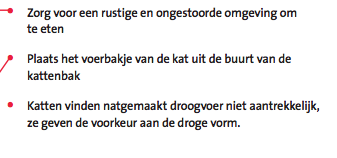 Zorg voor een rustige en ongestoorde omgeving om
te eten
Plaats het voerbakje van de kat uit de buurt van de
kattenbak
Katten vinden natgemaakt droogvoer niet aantrekkelijk,
ze geven de voorkeur aan de droge vorm.